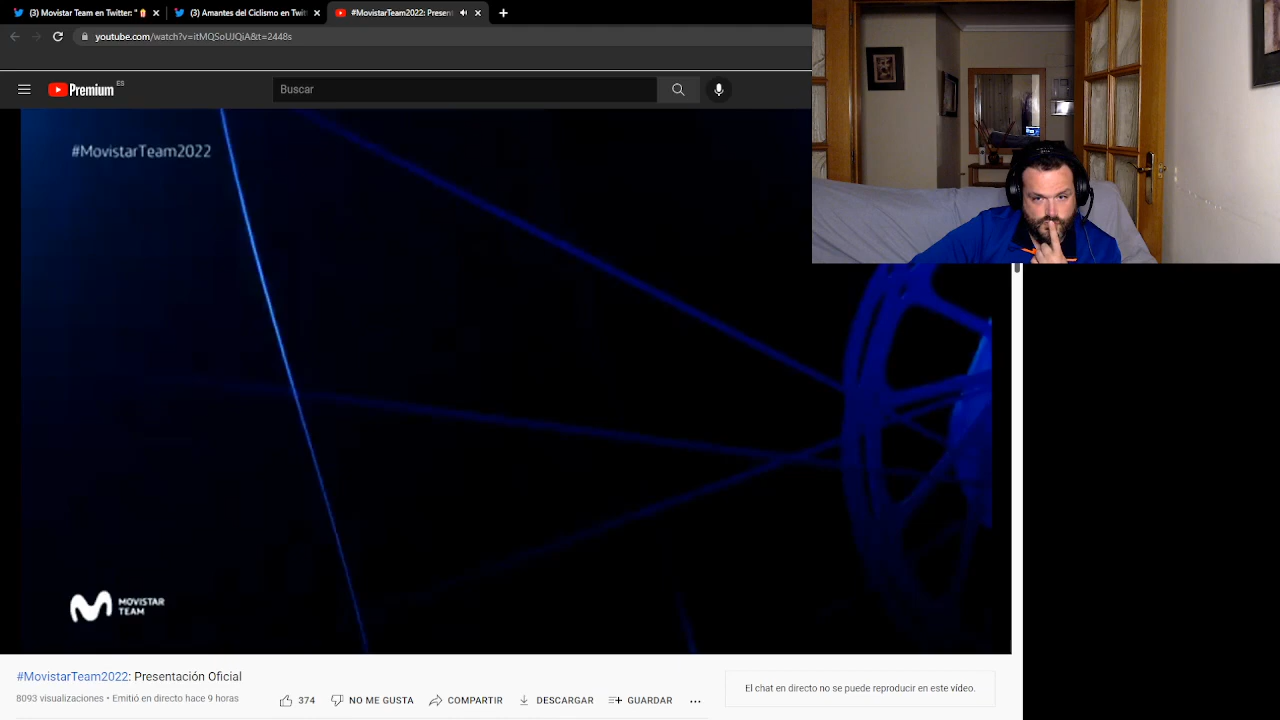 (3) Movistar Team en Twitter: "
(3) Amantes del Ciclismo en Twit
#MovistarTeam2022: Present
youtube.com/watch?v=itMQSoUJQiA&t=2448s
Premium ES
Buscar
#MovistarTeam2022
MOVISTAR
TEAM
#MovistarTeam2022: Presentación Oficial
8093 visualizaciones • Emitió en directo hace 9 horas
374
NO ME GUSTA
COMPARTIR
DESCARGAR
GUARDAR
El chat en directo no se puede reproducir en este vídeo.